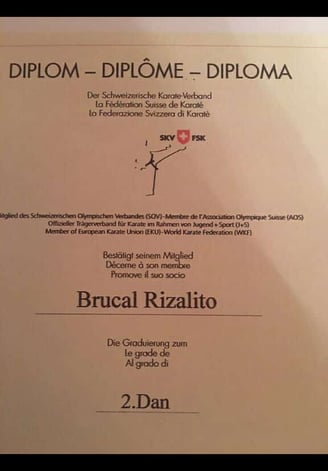 DIPLOM – DIPLÔME – DIPLOMA
Der Schweizerische Karate-Verband
La Fédération Suisse de Karaté
La Federazione Svizzera di Karatè
SKV FSK
itglied des Schweizerischen Olympischen Verbandes (SOV)-Membre de l'Association Olympique Suisse (AOS)
Offizieller Trägerverband für Karate im Rahmen von Jugend+Sport (J+S)
Member of European Karate Union (EKU)-World Karate Federation (WKF)
Bestätigt seinem Mitglied
Décerne à son membre
Promove il suo socio
Brucal Rizalito
Die Graduierung zum
Le grade de
Al grado di
2.Dan